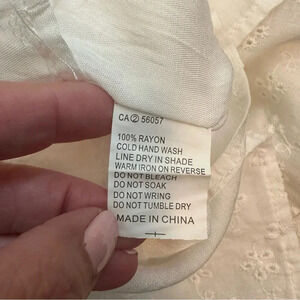 CA② 56057
100% RAYON
COLD HAND WASH
LINE DRY IN SHADE
WARM IRON ON REVERSE
DO NOT BLEACH
DO NOT SOAK
DO NOT WRING
DO NOT TUMBLE DRY
MADE IN CHINA